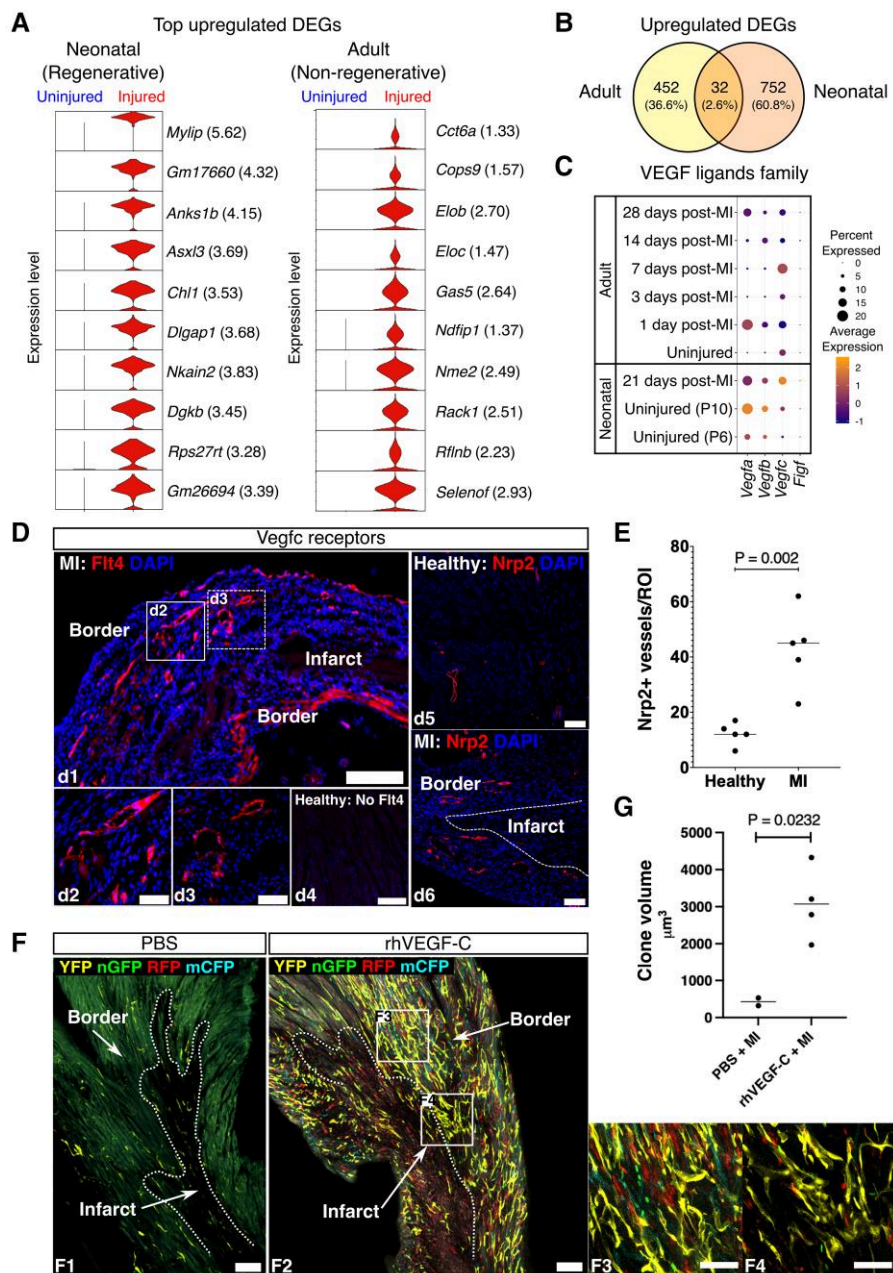 A
Top upregulated DEGs
Neonatal
(Regenerative)
Uninjured Injured
Expression level
Mylip (5.62)
Gm17660 (4.32)
Anks1b (4.15)
Asxl3 (3.69)
Chl1 (3.53)
Dlgap1 (3.68)
Nkain2 (3.83)
Dgkb (3.45)
Rps27rt (3.28)
Gm26694 (3.39)
Adult
(Non-regenerative)
Uninjured Injured
Expression level
Cct6a (1.33)
Cops9 (1.57)
Elob (2.70)
Eloc (1.47)
Gas5 (2.64)
Ndfip1 (1.37)
Nme2 (2.49)
Rack1 (2.51)
Rflnb (2.23)
Selenof (2.93)
B
Upregulated DEGs
Adult
452
(36.6%)
32
(2.6%)
752
(60.8%)
Neonatal
C
VEGF ligands family
Adult
28 days post-MI
14 days post-MI
7 days post-MI
3 days post-MI
1 day post-MI
Uninjured
Neonatal
21 days post-MI
Uninjured (P10)
Uninjured (P6)
Vegfa
Vegfb
Vegfc
Figf
Percent
Expressed
0
5
10
15
20
Average
Expression
2
1
0
-1
D
Vegfc receptors
MI: Flt4 DAPI
d2
d3
Border
Infarct
Border
d1
d2
d3
Healthy: No Flt4
d4
Healthy: Nrp2 DAPI
d5
MI: Nrp2 DAPI
Border
Infarct
d6
E
P = 0.002
Nrp2+ vessels/ROI
80
60
40
20
0
Healthy
MI
G
P = 0.0232
Clone volume
µm³
5000
4000
3000
2000
1000
0
PBS + MI
rhVEGF-C + MI
F
PBS
YFP nGFP RFP mCFP
Border
Infarct
F1
rhVEGF-C
YFP nGFP RFP mCFP
F3
Border
F4
Infarct
F2
F3
F4